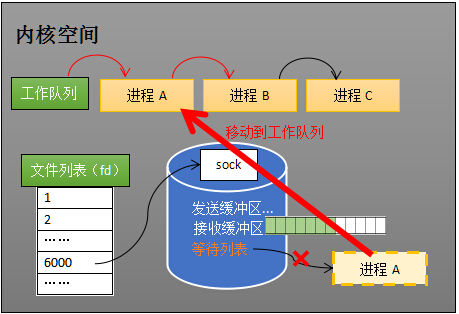 内核空间
工作队列
进程 A
进程 B
进程 C
移动到工作队列
文件列表（fd）
1
2
……
6000
……
sock
发送缓冲区...
接收缓冲区
等待列表
进程 A